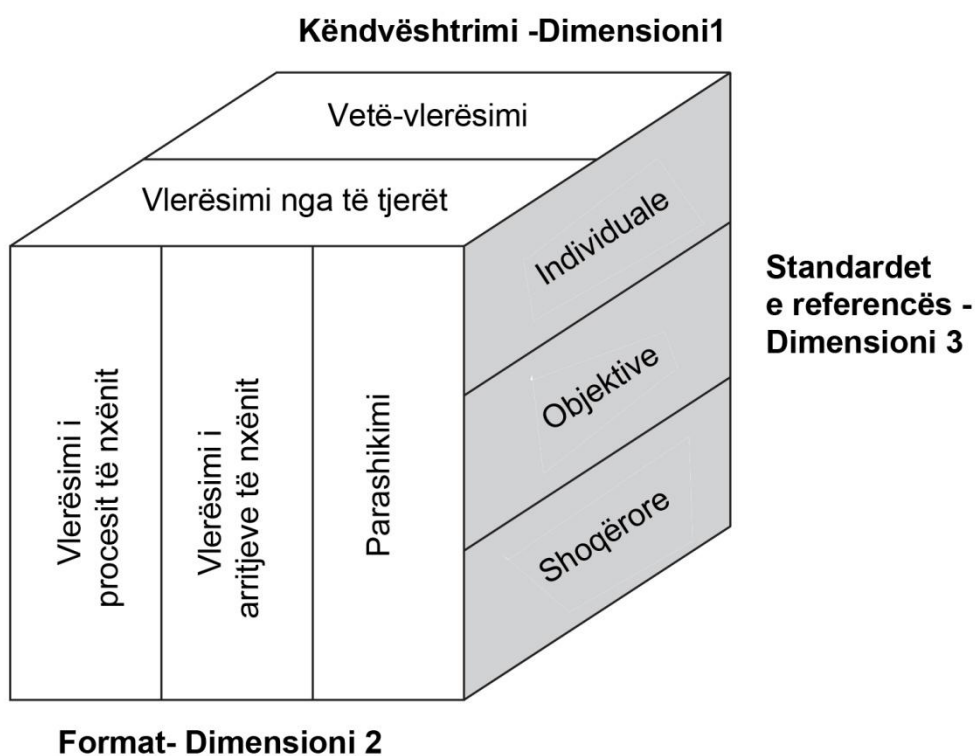 Këndvështrimi -Dimensioni1
Vetë-vlerësimi
Vlerësimi nga të tjerët
Individuale
Objektive
Shoqërore
Standardet
e referencës -
Dimensioni 3
Vlerësimi i
procesit të nxënit
Vlerësimi i
arritjeve të nxënit
Parashikimi
Format- Dimensioni 2